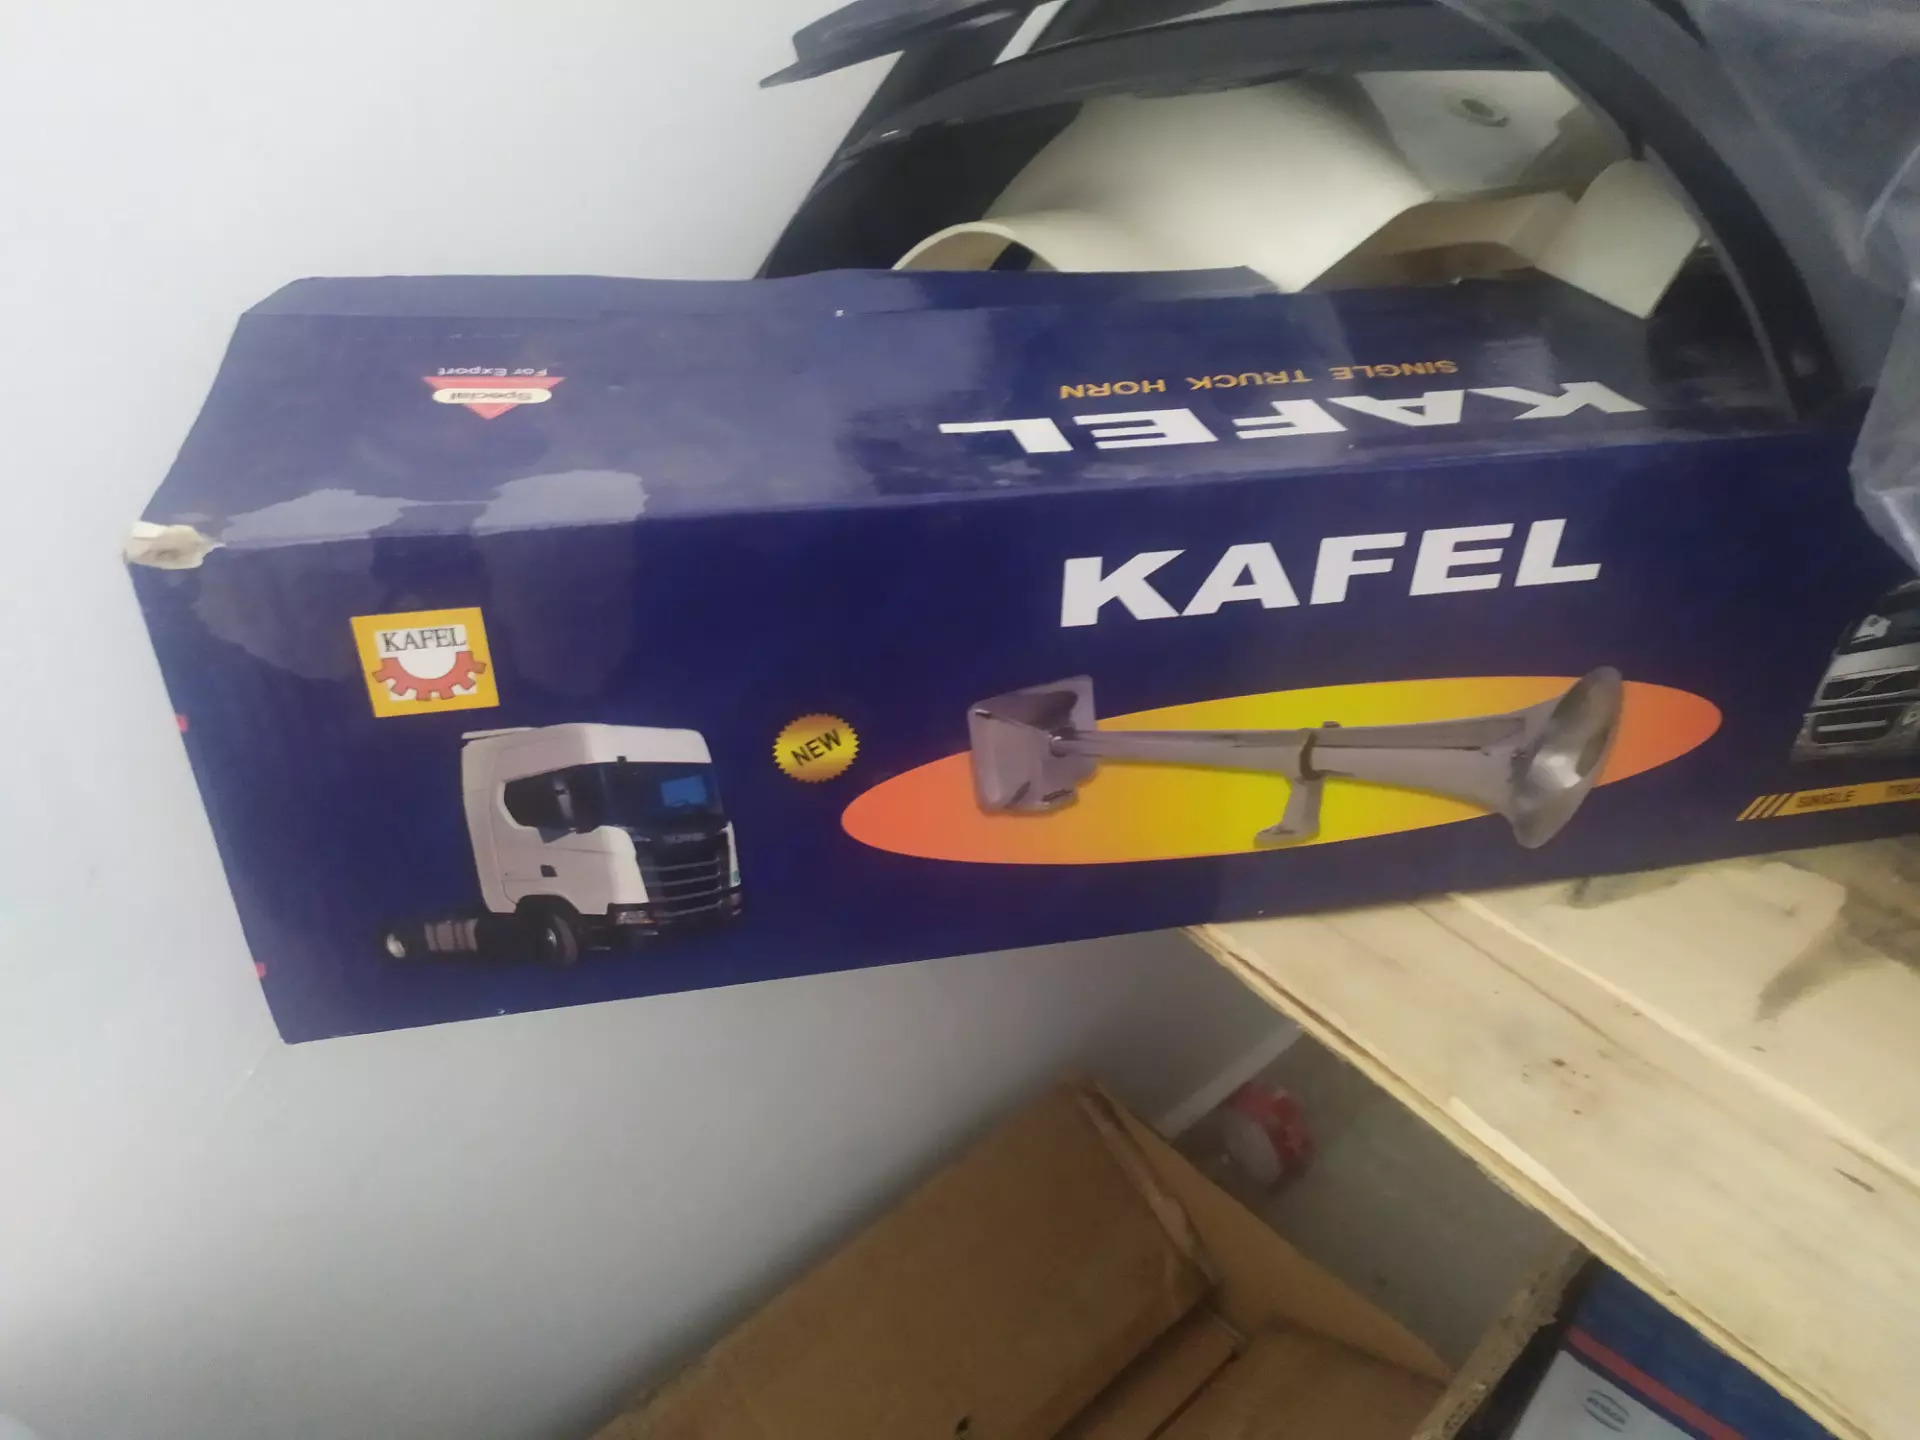 SINGLE TRUCK HORN
KAFEL
Special
For Export
KAFEL
KAFEL
NEW
SINGLE